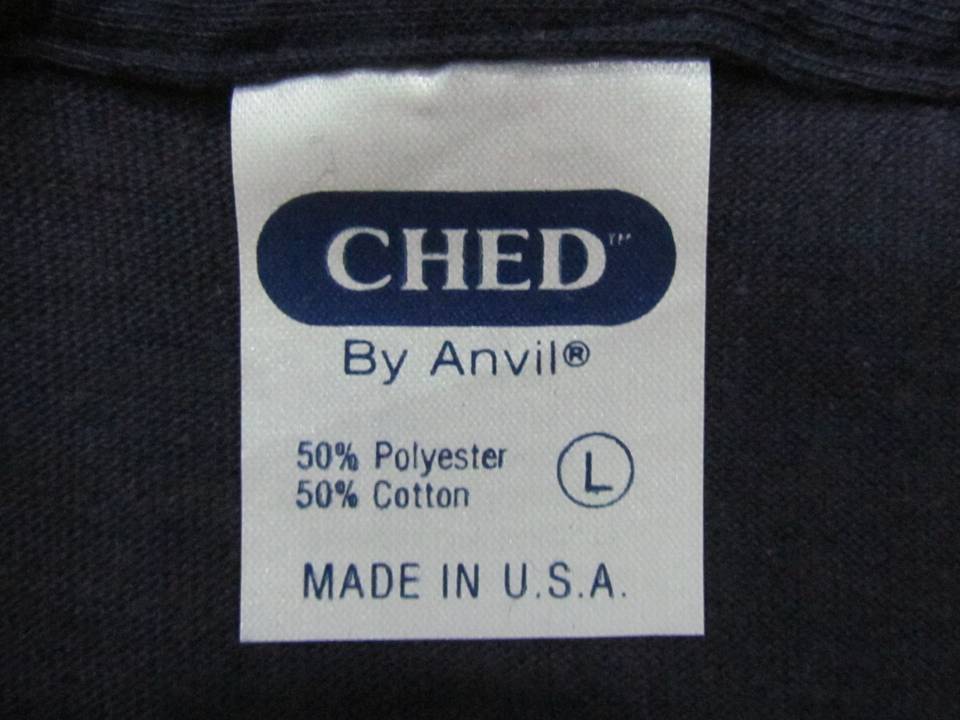 CHED™
By Anvil®
50% Polyester
50% Cotton
L
MADE IN U.S.A.